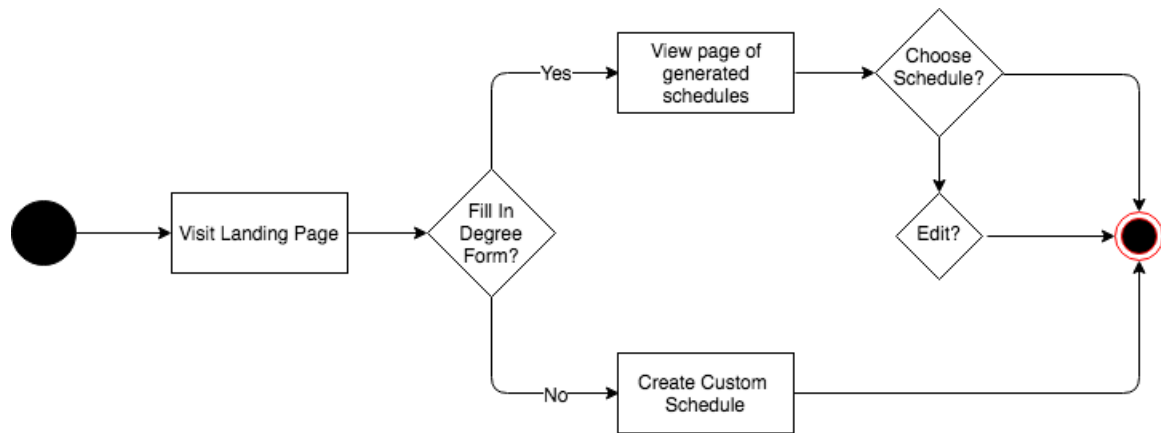 Visit Landing Page
Fill In
Degree
Form?
Yes
View page of
generated
schedules
Choose
Schedule?
Edit?
No
Create Custom
Schedule